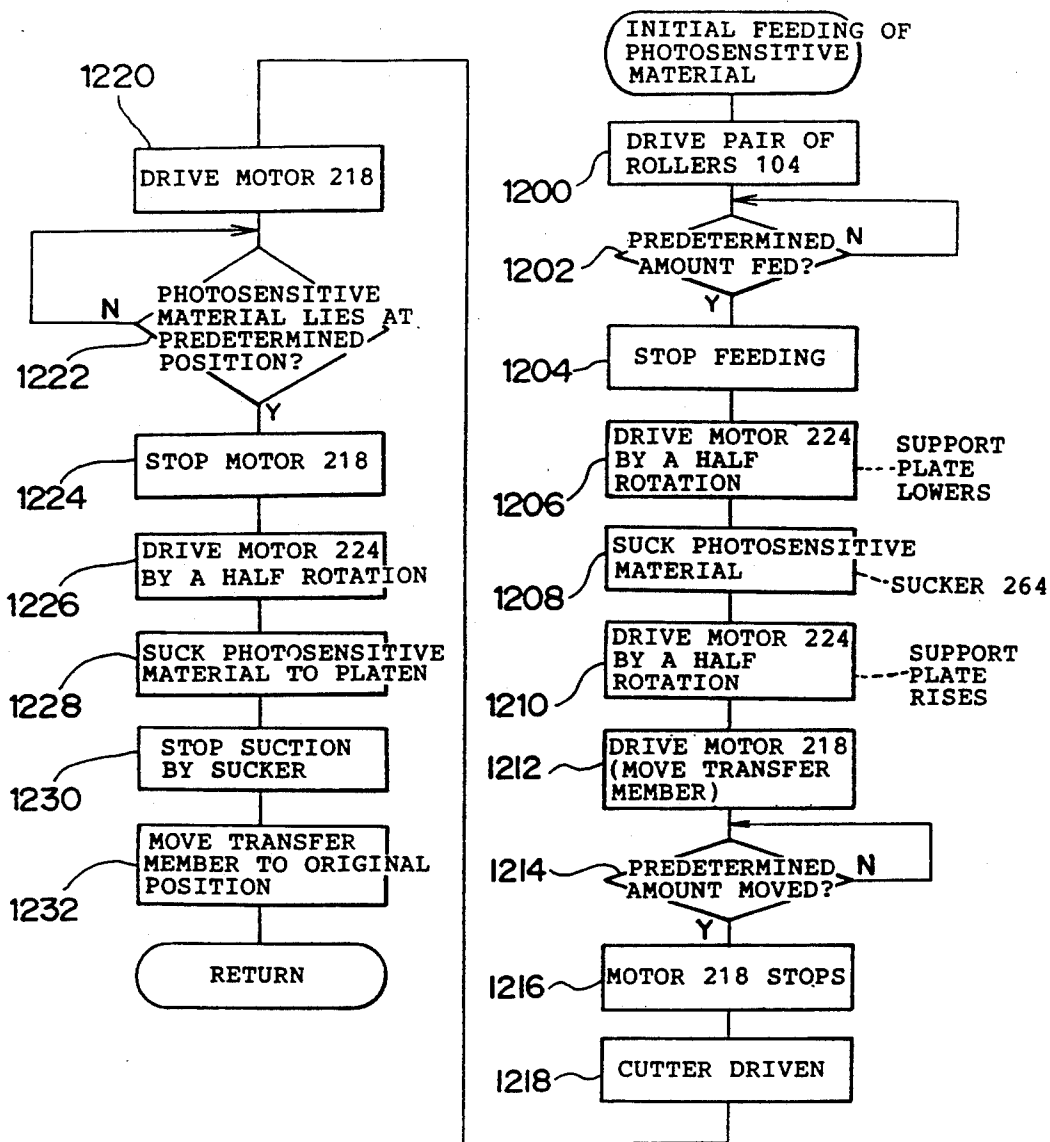 INITIAL FEEDING OF
PHOTOSENSITIVE
MATERIAL
DRIVE PAIR OF
ROLLERS 104
1200
PREDETERMINED
AMOUNT FED?
N
1202
Y
STOP FEEDING
1204
DRIVE MOTOR 224
BY A HALF
ROTATION
1206
SUPPORT
PLATE
LOWERS
SUCK PHOTOSENSITIVE
MATERIAL
1208
SUCKER 264
DRIVE MOTOR 224
BY A HALF
ROTATION
1210
SUPPORT
PLATE
RISES
DRIVE MOTOR 218
(MOVE TRANSFER
MEMBER)
1212
PREDETERMINED
AMOUNT MOVED?
N
1214
Y
MOTOR 218 STOPS
1216
CUTTER DRIVEN
1218
1220
DRIVE MOTOR 218
PHOTOSENSITIVE
MATERIAL LIES AT
PREDETERMINED
POSITION?
N
1222
Y
STOP MOTOR 218
1224
DRIVE MOTOR 224
BY A HALF ROTATION
1226
SUCK PHOTOSENSITIVE
MATERIAL TO PLATEN
1228
STOP SUCTION
BY SUCKER
1230
MOVE TRANSFER
MEMBER TO ORIGINAL
POSITION
1232
RETURN